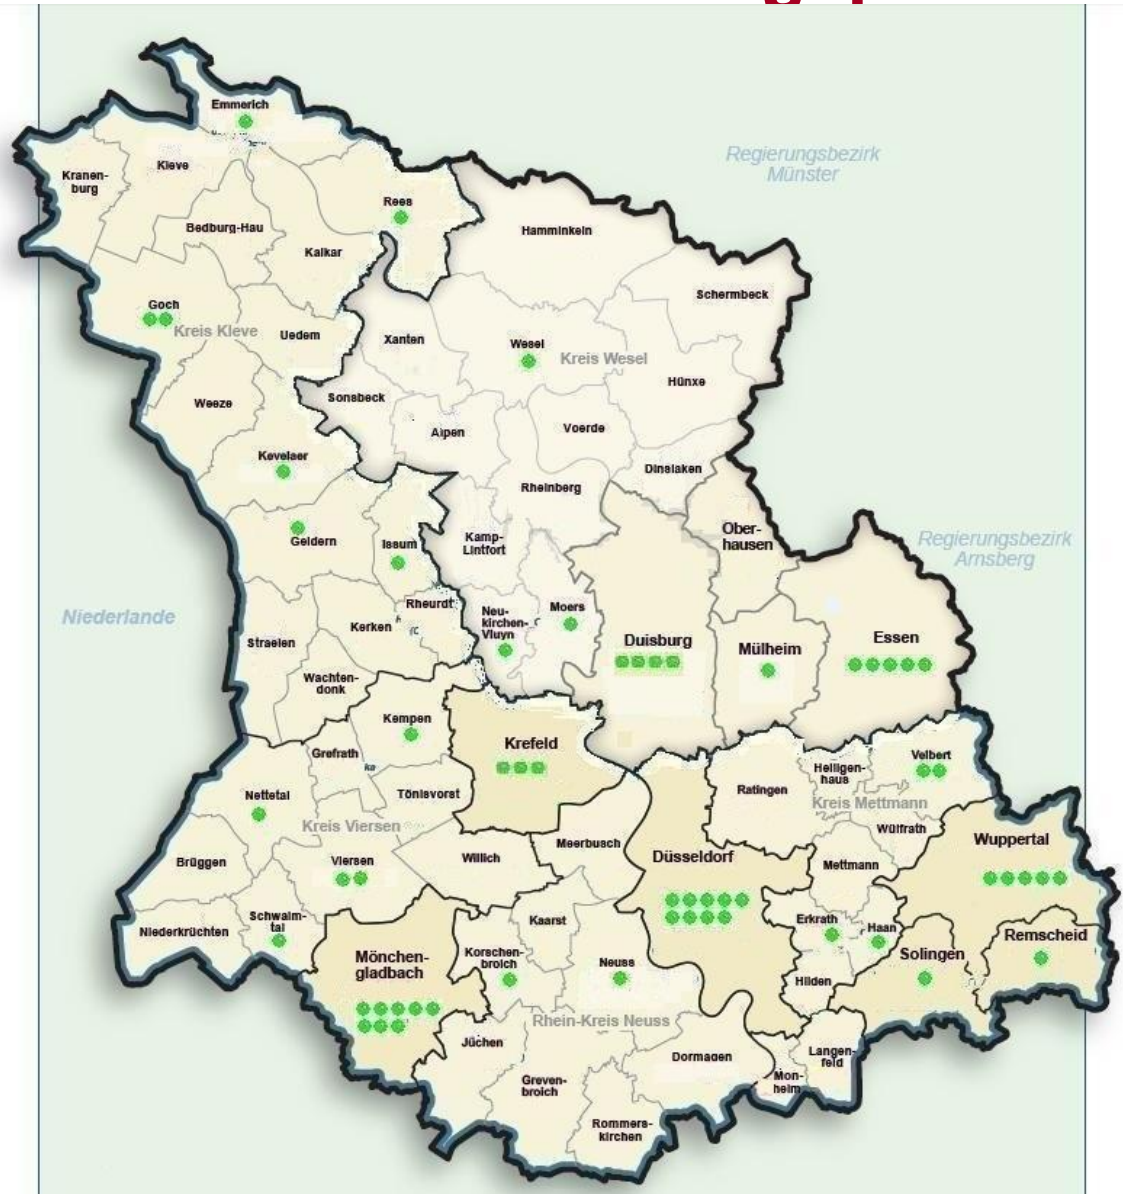 Emmerich
Regierungsbezirk
Münster
Kleve
Kranen-
burg
Rees
Bedburg-Hau
Hamminkeln
Kalkar
Schermbeck
Goch
Kreis Kleve
Uedem
Xanten
Wesel
Kreis Wesel
Hünxe
Weeze
Sonsbeck
Alpen
Voerde
Kevelaer
Dinslaken
Rheinberg
Geldern
Issum
Kamp-
Lintfort
Ober-
hausen
Regierungsbezirk
Arnsberg
Niederlande
Rheurdt
Neu-
kirchen-
Vluyn
Moers
Kerken
Straelen
Duisburg
Mülheim
Essen
Wachten-
donk
Kempen
Krefeld
Grefrath
Velbert
Heiligen-
haus
Ratingen
Nettetal
Tönisvorst
Kreis Mettmann
Kreis Viersen
Wülfrath
Wuppertal
Meerbusch
Brüggen
Viersen
Willich
Düsseldorf
Mettmann
Schwalm-
tal
Niederkrüchten
Kaarst
Erkrath
Haan
Remscheid
Mönchen-
gladbach
Korschen-
broich
Neuss
Solingen
Hilden
Rhein-Kreis Neuss
Jüchen
Dormagen
Langen-
feld
Mon-
heim
Greven-
broich
Rommers-
kirchen